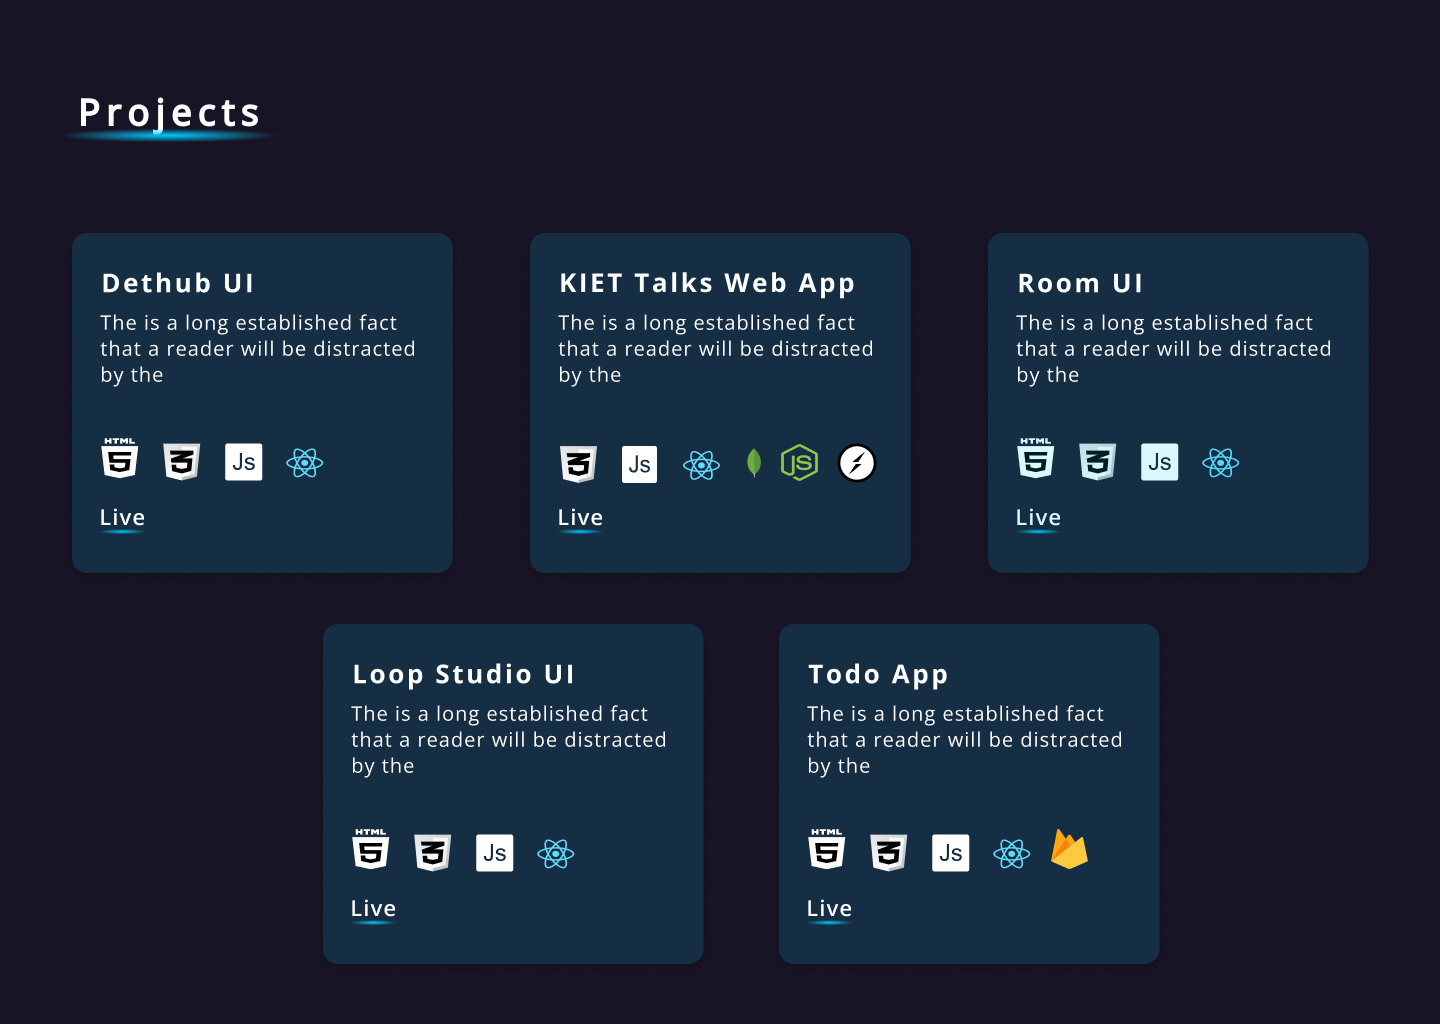 Projects
Dethub UI
The is a long established fact
that a reader will be distracted
by the
HTML
5
3
Js
Live
KIET Talks Web App
The is a long established fact
that a reader will be distracted
by the
3
Js
JS
Live
Room UI
The is a long established fact
that a reader will be distracted
by the
HTML
5
3
Js
Live
Loop Studio UI
The is a long established fact
that a reader will be distracted
by the
HTML
5
3
Js
Live
Todo App
The is a long established fact
that a reader will be distracted
by the
HTML
5
3
Js
Live